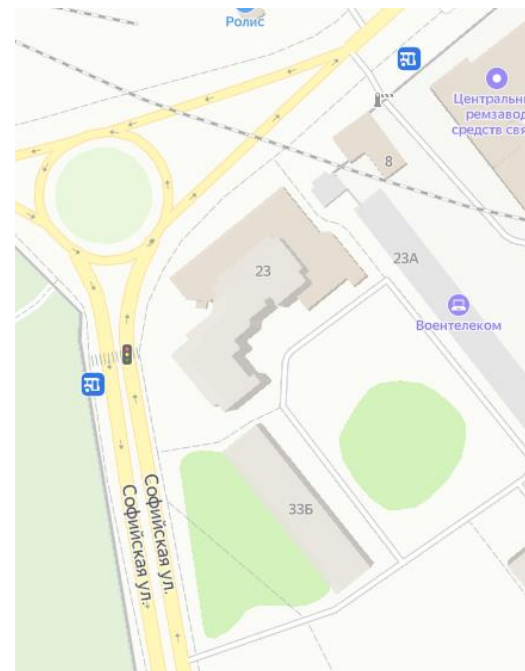 Ролис
Центральны
ремзавод
средств свя
8
23
23А
Воентелеком
33Б
Софийская ул.
Софийская ул.